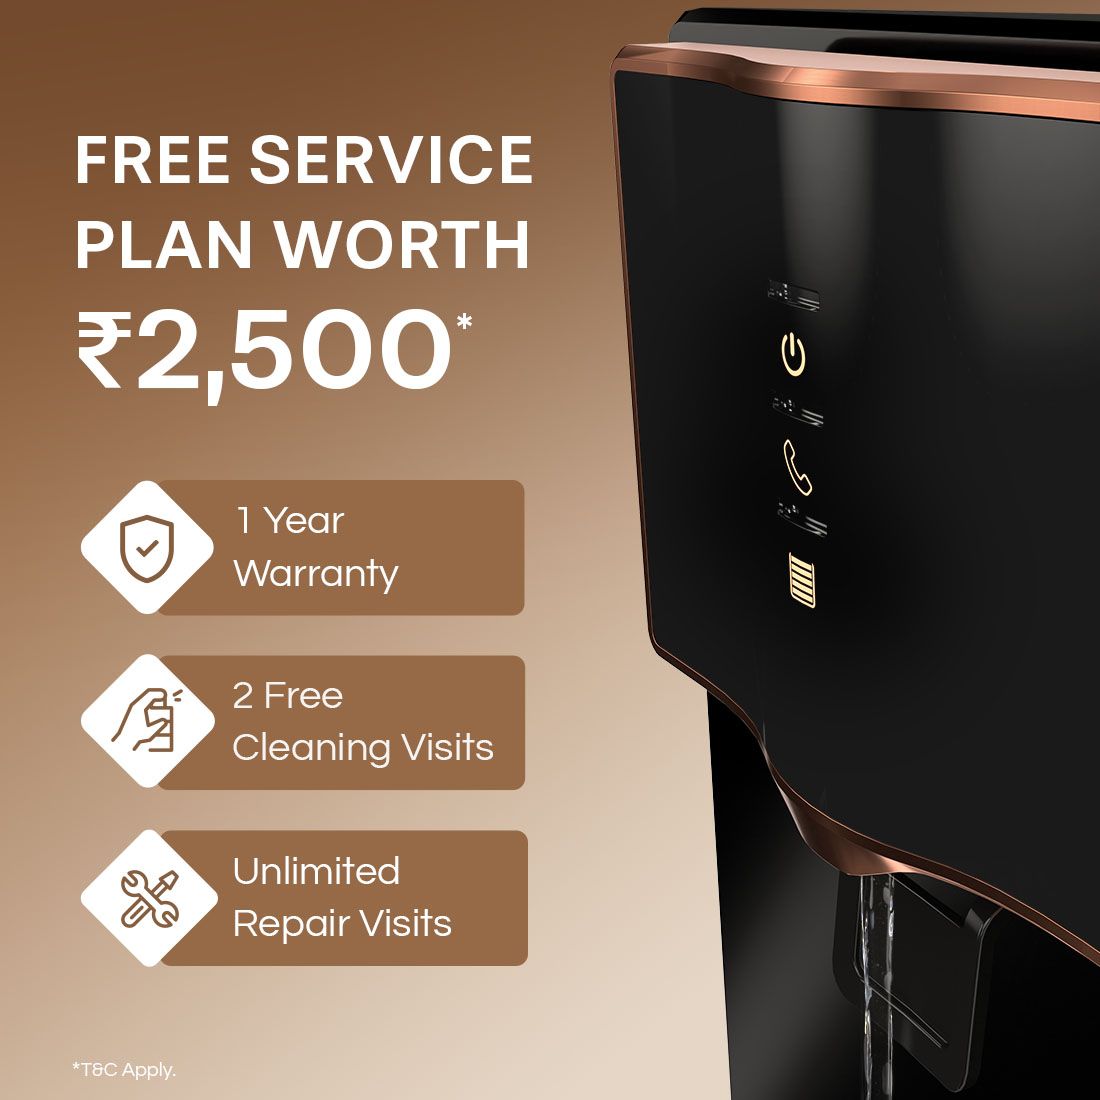 FREE SERVICE
PLAN WORTH
₹2,500*
1 Year
Warranty
2 Free
Cleaning Visits
Unlimited
Repair Visits
*T&C Apply.